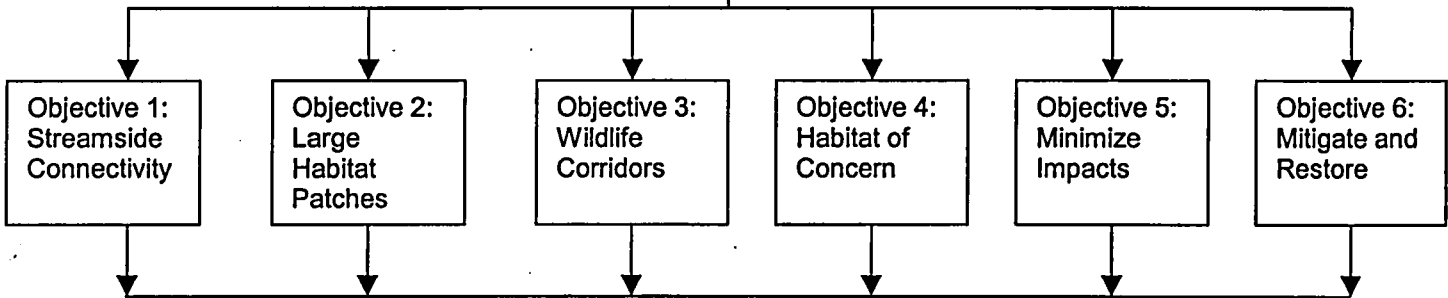 Objective 1:
Streamside
Connectivity
Objective 2:
Large
Habitat
Patches
Objective 3:
Wildlife
Corridors
Objective 4:
Habitat of
Concern
Objective 5:
Minimize
Impacts
Objective 6:
Mitigate and
Restore